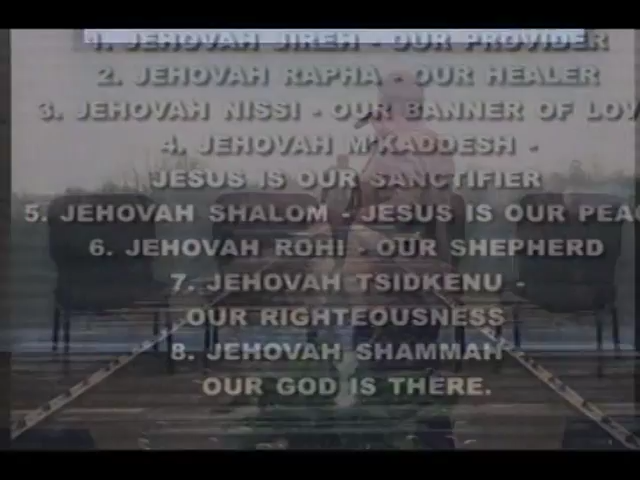 1. JEHOVAH JIREH - OUR PROVIDER
2. JEHOVAH RAPHA - OUR HEALER
3. JEHOVAH NISSI - OUR BANNER OF LOV
4. JEHOVAH M'KADDESH -
JESUS IS OUR SANCTIFIER
5. JEHOVAH SHALOM - JESUS IS OUR PEA
6. JEHOVAH ROHI - OUR SHEPHERD
7. JEHOVAH TSIDKENU -
OUR RIGHTEOUSNESS
8. JEHOVAH SHAMMAH
OUR GOD IS THERE.